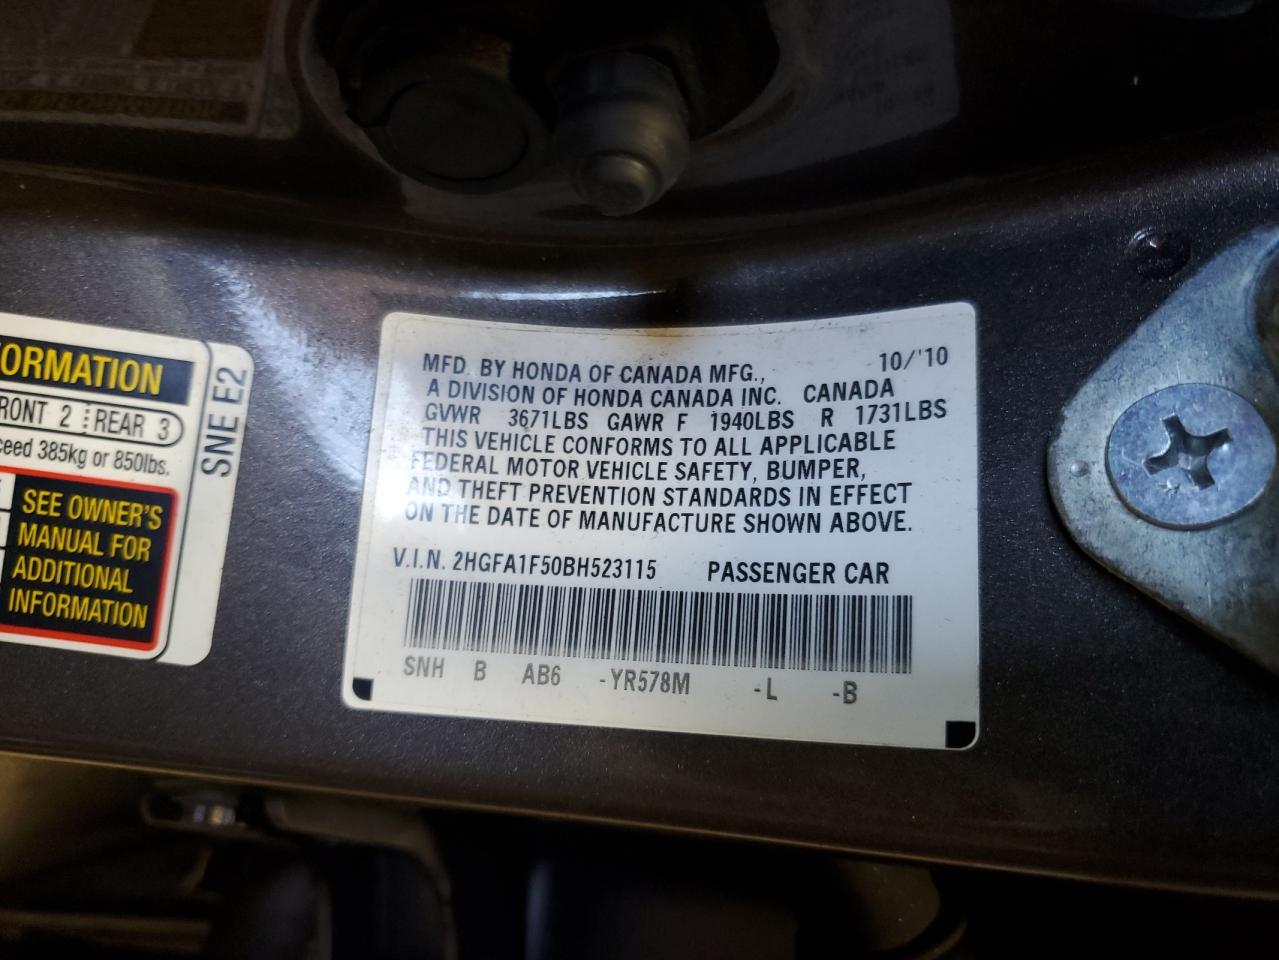 ORMATION
RONT 2 REAR 3
ceed 385kg or 850lbs.
SEE OWNER'S
MANUAL FOR
ADDITIONAL
INFORMATION
SNE E2
MFD. BY HONDA OF CANADA MFG., 10/'10
A DIVISION OF HONDA CANADA INC. CANADA
GVWR 3671LBS GAWR F 1940LBS R 1731LBS
THIS VEHICLE CONFORMS TO ALL APPLICABLE
FEDERAL MOTOR VEHICLE SAFETY, BUMPER,
AND THEFT PREVENTION STANDARDS IN EFFECT
ON THE DATE OF MANUFACTURE SHOWN ABOVE.
V.I.N. 2HGFA1F50BH523115 PASSENGER CAR
SNH B AB6 -YR578M -L -B